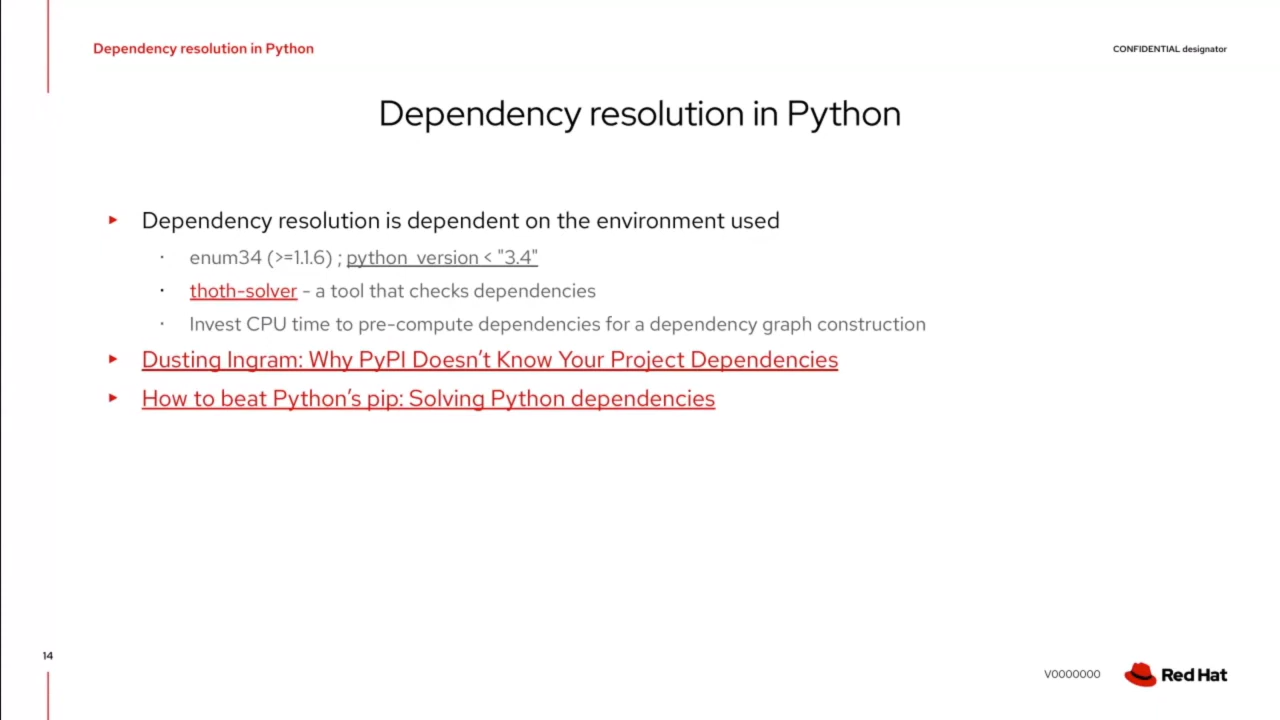 Dependency resolution in Python
CONFIDENTIAL designator
Dependency resolution in Python
Dependency resolution is dependent on the environment used
enum34 (>=1.1.6) ; python_version < "3.4"
thoth-solver - a tool that checks dependencies
Invest CPU time to pre-compute dependencies for a dependency graph construction
Dusting Ingram: Why PyPI Doesn’t Know Your Project Dependencies
How to beat Python’s pip: Solving Python dependencies
14
V0000000
Red Hat